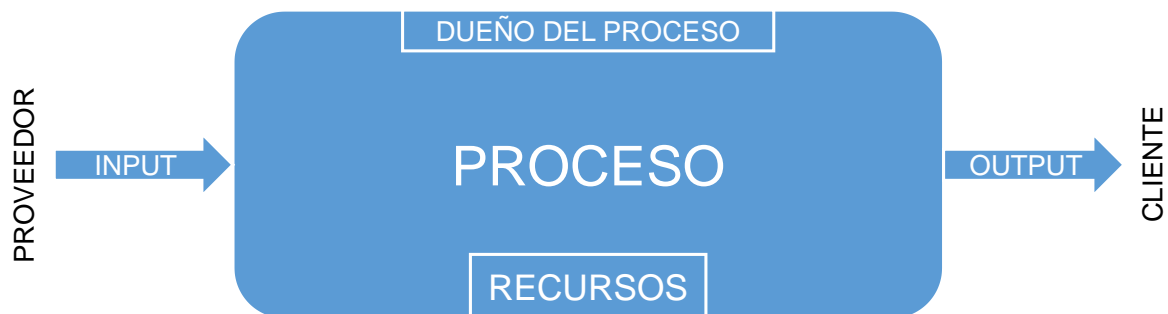 DUEÑO DEL PROCESO
PROVEEDOR
INPUT
PROCESO
OUTPUT
CLIENTE
RECURSOS